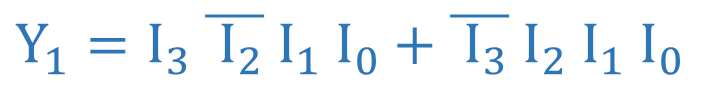 Y₁ = I₃ I̅₂̅ I₁ I₀ + I̅₃̅ I₂ I₁ I₀